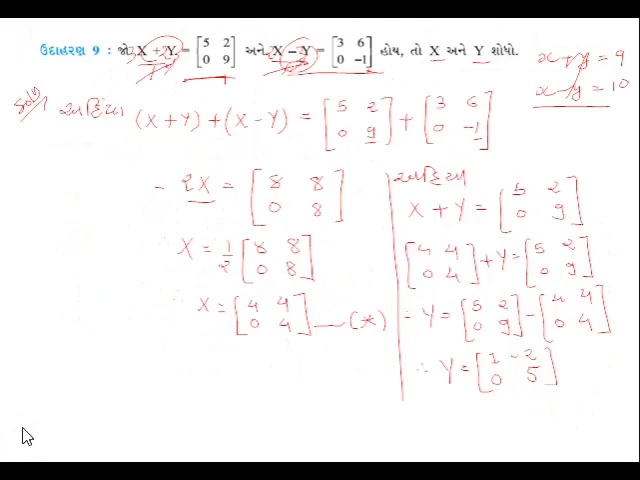 ઉદાહરણ 9 : જો X + Y = [5 2 0 9] અને X – Y = [3 6 0 –1] હોય, તો X અને Y શોધો.
x+y = 9
x-y = 10
અહિંયા (X+Y) + (X-Y) = [5 2 0 9] + [3 6 0 -1]
2X = [8 8 0 8]
X = 1/2 [8 8 0 8]
X = [4 4 0 4] — (*)
અહિંયા
X + Y = [5 2 0 9]
[4 4 0 4] + Y = [5 2 0 9]
∴ Y = [5 2 0 9] - [4 4 0 4]
∴ Y = [1 -2 0 5]